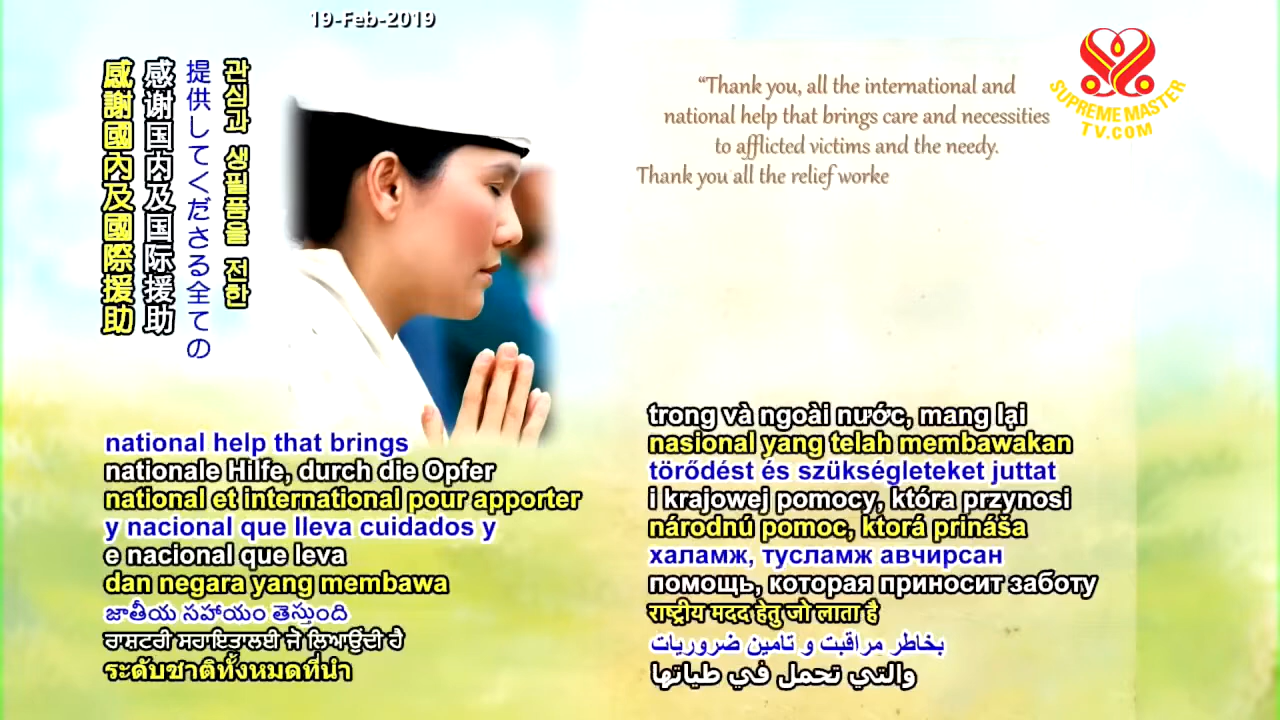 19-Feb-2019
感謝國內及國際援助
感谢国内及国际援助
提供してくださる全ての
관심과 생필품을 전한
“Thank you, all the international and
national help that brings care and necessities
to afflicted victims and the needy.
Thank you all the relief worke
SUPREME MASTER
TV.COM
national help that brings
nationale Hilfe, durch die Opfer
national et international pour apporter
y nacional que lleva cuidados y
e nacional que leva
dan negara yang membawa
జాతీయ సహాయం తెస్తుంది
ਰਾਸ਼ਟਰੀ ਸਹਾਇਤਾਲਈ ਜੋ ਲਿਆਉਂਦੀ ਹੈ
ระดับชาติทั้งหมดที่นำ
trong và ngoài nước, mang lại
nasional yang telah membawakan
törődést és szükségleteket juttat
i krajowej pomocy, która przynosi
národnú pomoc, ktorá prináša
халамж, тусламж авчирсан
помощь, которая приносит заботу
राष्ट्रीय मदद हेतु जो लाता है
بخاطر مراقبت و تامین ضروریات
والتي تحمل في طياتها